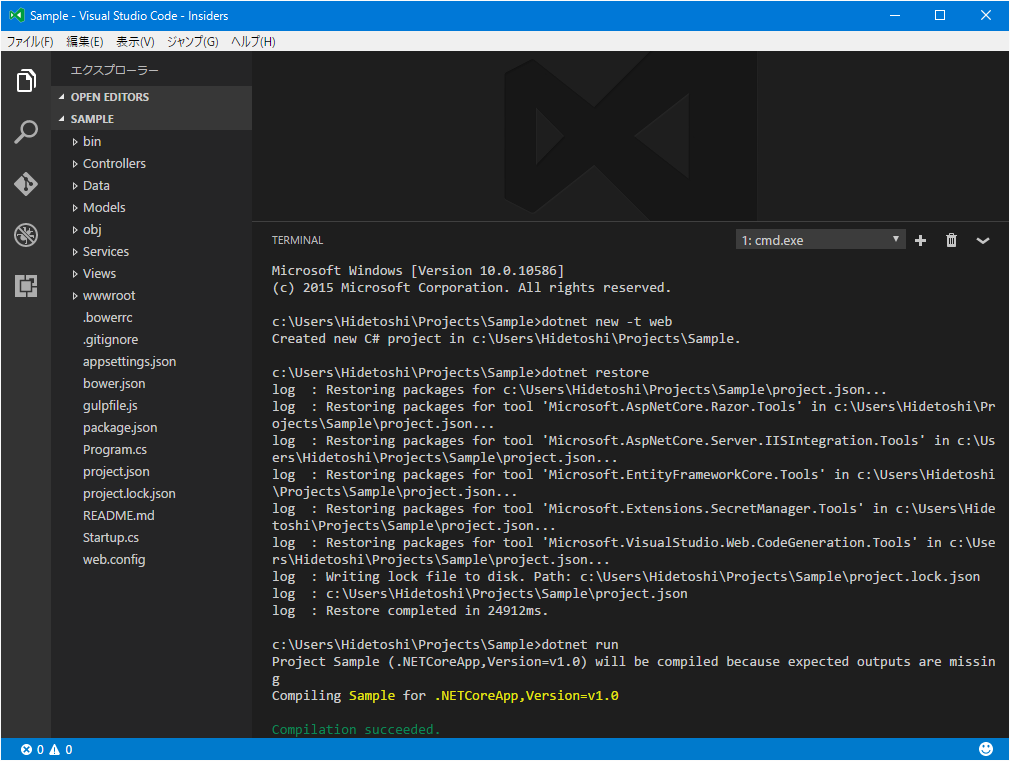 Sample - Visual Studio Code - Insiders
ファイル(F) 編集(E) 表示(V) ジャンプ(G) ヘルプ(H)
エクスプローラー
OPEN EDITORS
SAMPLE
bin
Controllers
Data
Models
obj
Services
Views
wwwroot
.bowerrc
.gitignore
appsettings.json
bower.json
gulpfile.js
package.json
Program.cs
project.json
project.lock.json
README.md
Startup.cs
web.config
TERMINAL
1: cmd.exe
Microsoft Windows [Version 10.0.10586]
(c) 2015 Microsoft Corporation. All rights reserved.
c:\Users\Hidetoshi\Projects\Sample>dotnet new -t web
Created new C# project in c:\Users\Hidetoshi\Projects\Sample.
c:\Users\Hidetoshi\Projects\Sample>dotnet restore
log  : Restoring packages for c:\Users\Hidetoshi\Projects\Sample\project.json...
log  : Restoring packages for tool 'Microsoft.AspNetCore.Razor.Tools' in c:\Users\Hidetoshi\Pr
ojects\Sample\project.json...
log  : Restoring packages for tool 'Microsoft.AspNetCore.Server.IISIntegration.Tools' in c:\Us
ers\Hidetoshi\Projects\Sample\project.json...
log  : Restoring packages for tool 'Microsoft.EntityFrameworkCore.Tools' in c:\Users\Hidetoshi
\Projects\Sample\project.json...
log  : Restoring packages for tool 'Microsoft.Extensions.SecretManager.Tools' in c:\Users\Hide
toshi\Projects\Sample\project.json...
log  : Restoring packages for tool 'Microsoft.VisualStudio.Web.CodeGeneration.Tools' in c:\Use
rs\Hidetoshi\Projects\Sample\project.json...
log  : Writing lock file to disk. Path: c:\Users\Hidetoshi\Projects\Sample\project.lock.json
log  : c:\Users\Hidetoshi\Projects\Sample\project.json
log  : Restore completed in 24912ms.
c:\Users\Hidetoshi\Projects\Sample>dotnet run
Project Sample (.NETCoreApp,Version=v1.0) will be compiled because expected outputs are missin
g
Compiling Sample for .NETCoreApp,Version=v1.0
Compilation succeeded.
0 0